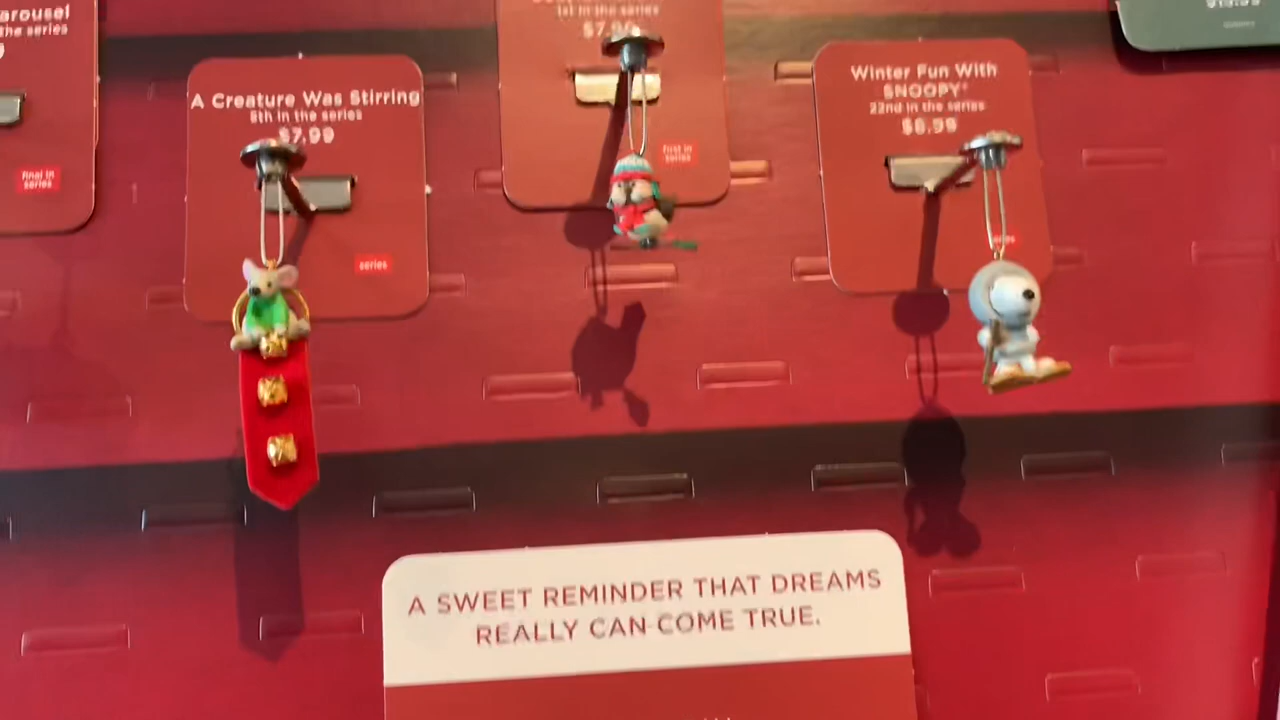 arousel
the series
final in
series
A Creature Was Stirring
5th in the series
$7.99
series
1st in the series
$7.99
first in
series
Winter Fun With
SNOOPY
22nd in the series
$8.99
A SWEET REMINDER THAT DREAMS
REALLY CAN COME TRUE.